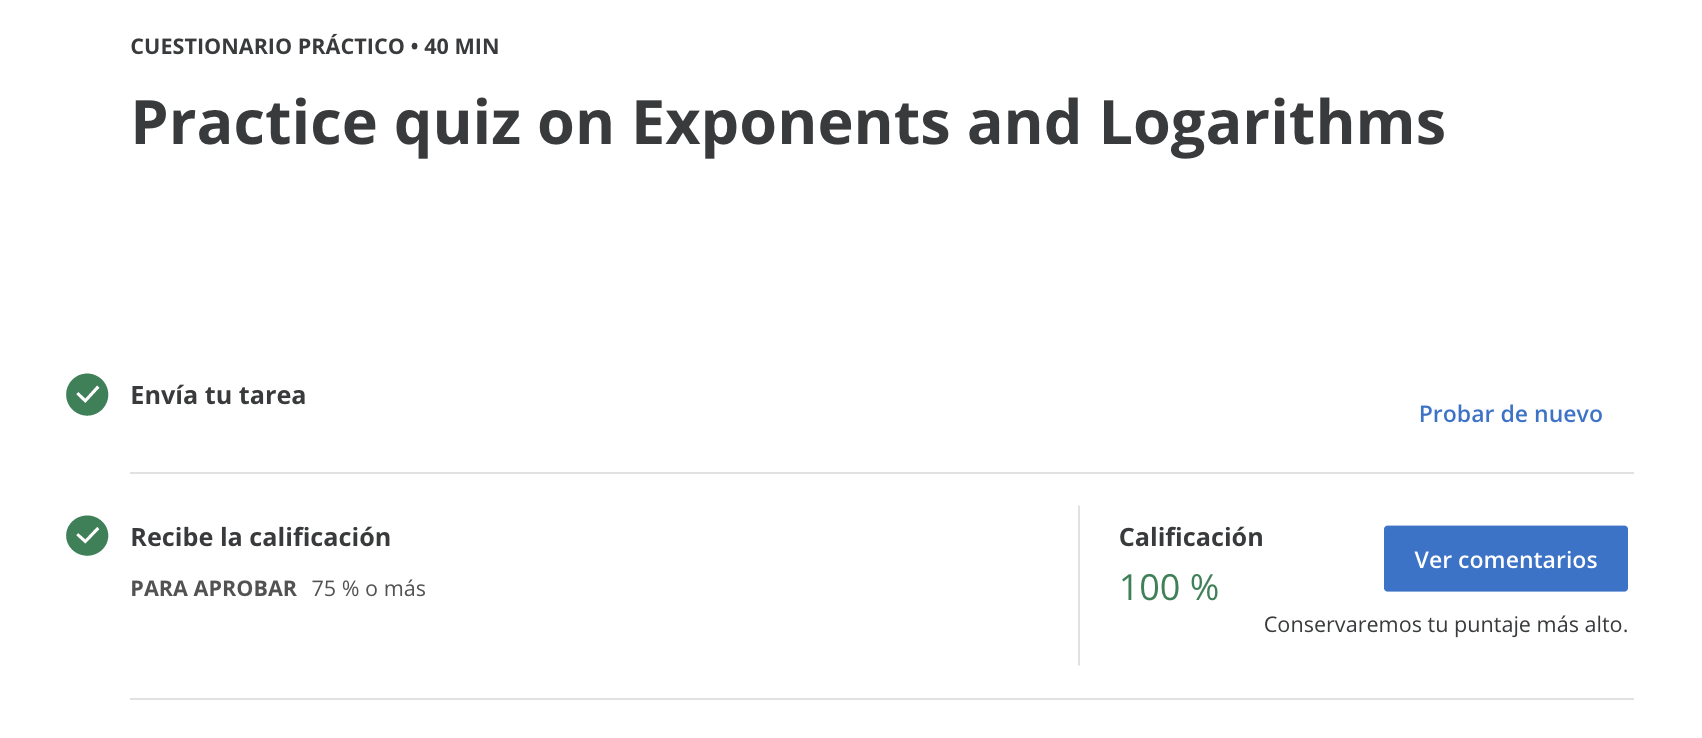 CUESTIONARIO PRÁCTICO • 40 MIN
Practice quiz on Exponents and Logarithms
Envía tu tarea
Probar de nuevo
Recibe la calificación
PARA APROBAR 75 % o más
Calificación
100 %
Ver comentarios
Conservaremos tu puntaje más alto.